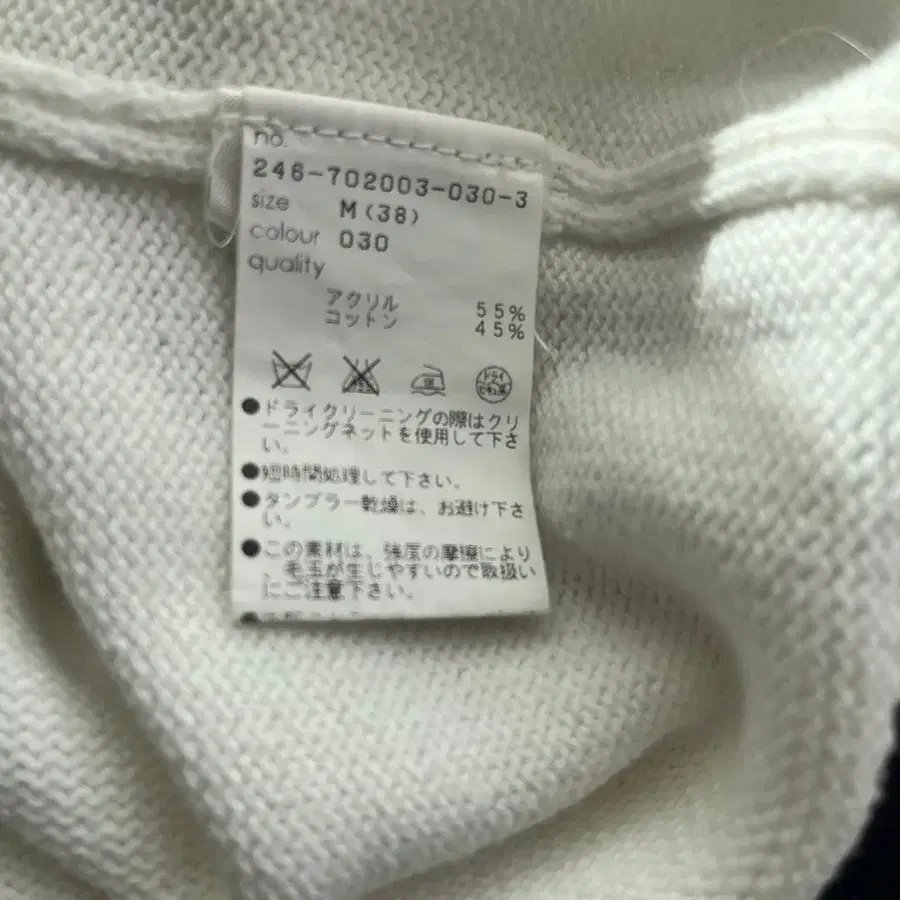 no.
246-702003-030-3
size M(38)
colour 030
quality
アクリル 55%
コットン 45%
ドライ
●ドライクリーニングの際はクリ
ーニングネットを使用して下さ
い。
●短時間処理して下さい。
●タンブラー乾燥は、お避け下さ
い。
●この素材は、強度の摩擦により
毛玉が生じやすいので取扱い
にご注意下さい。